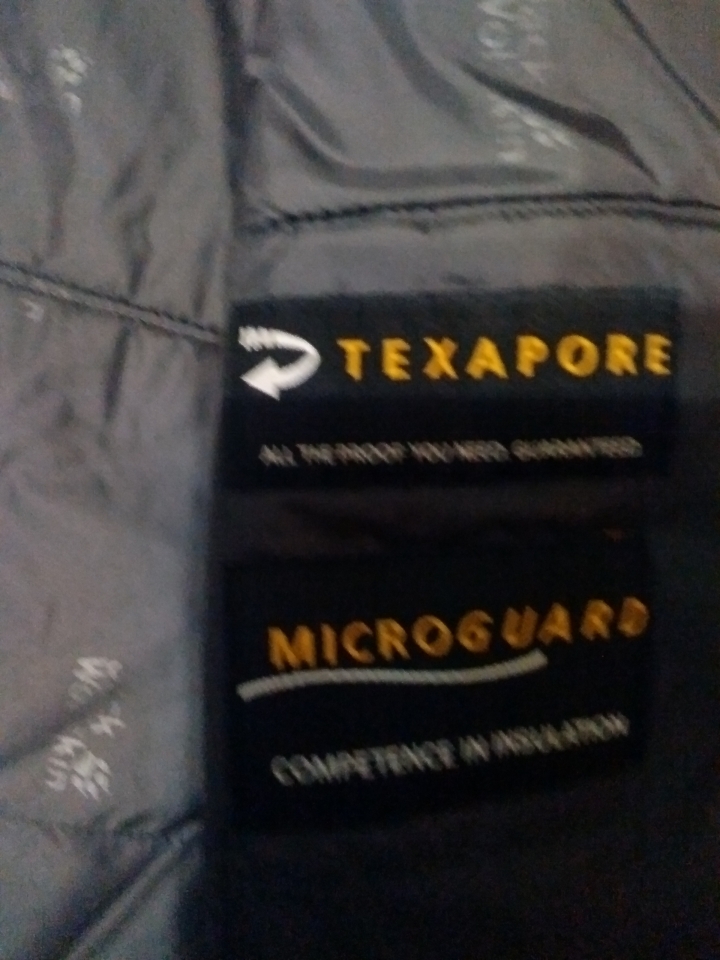 TEXAPORE
ALL THE PROOF YOU NEED. GUARANTEED.
MICROGUARD
COMPETENCE IN INSULATION